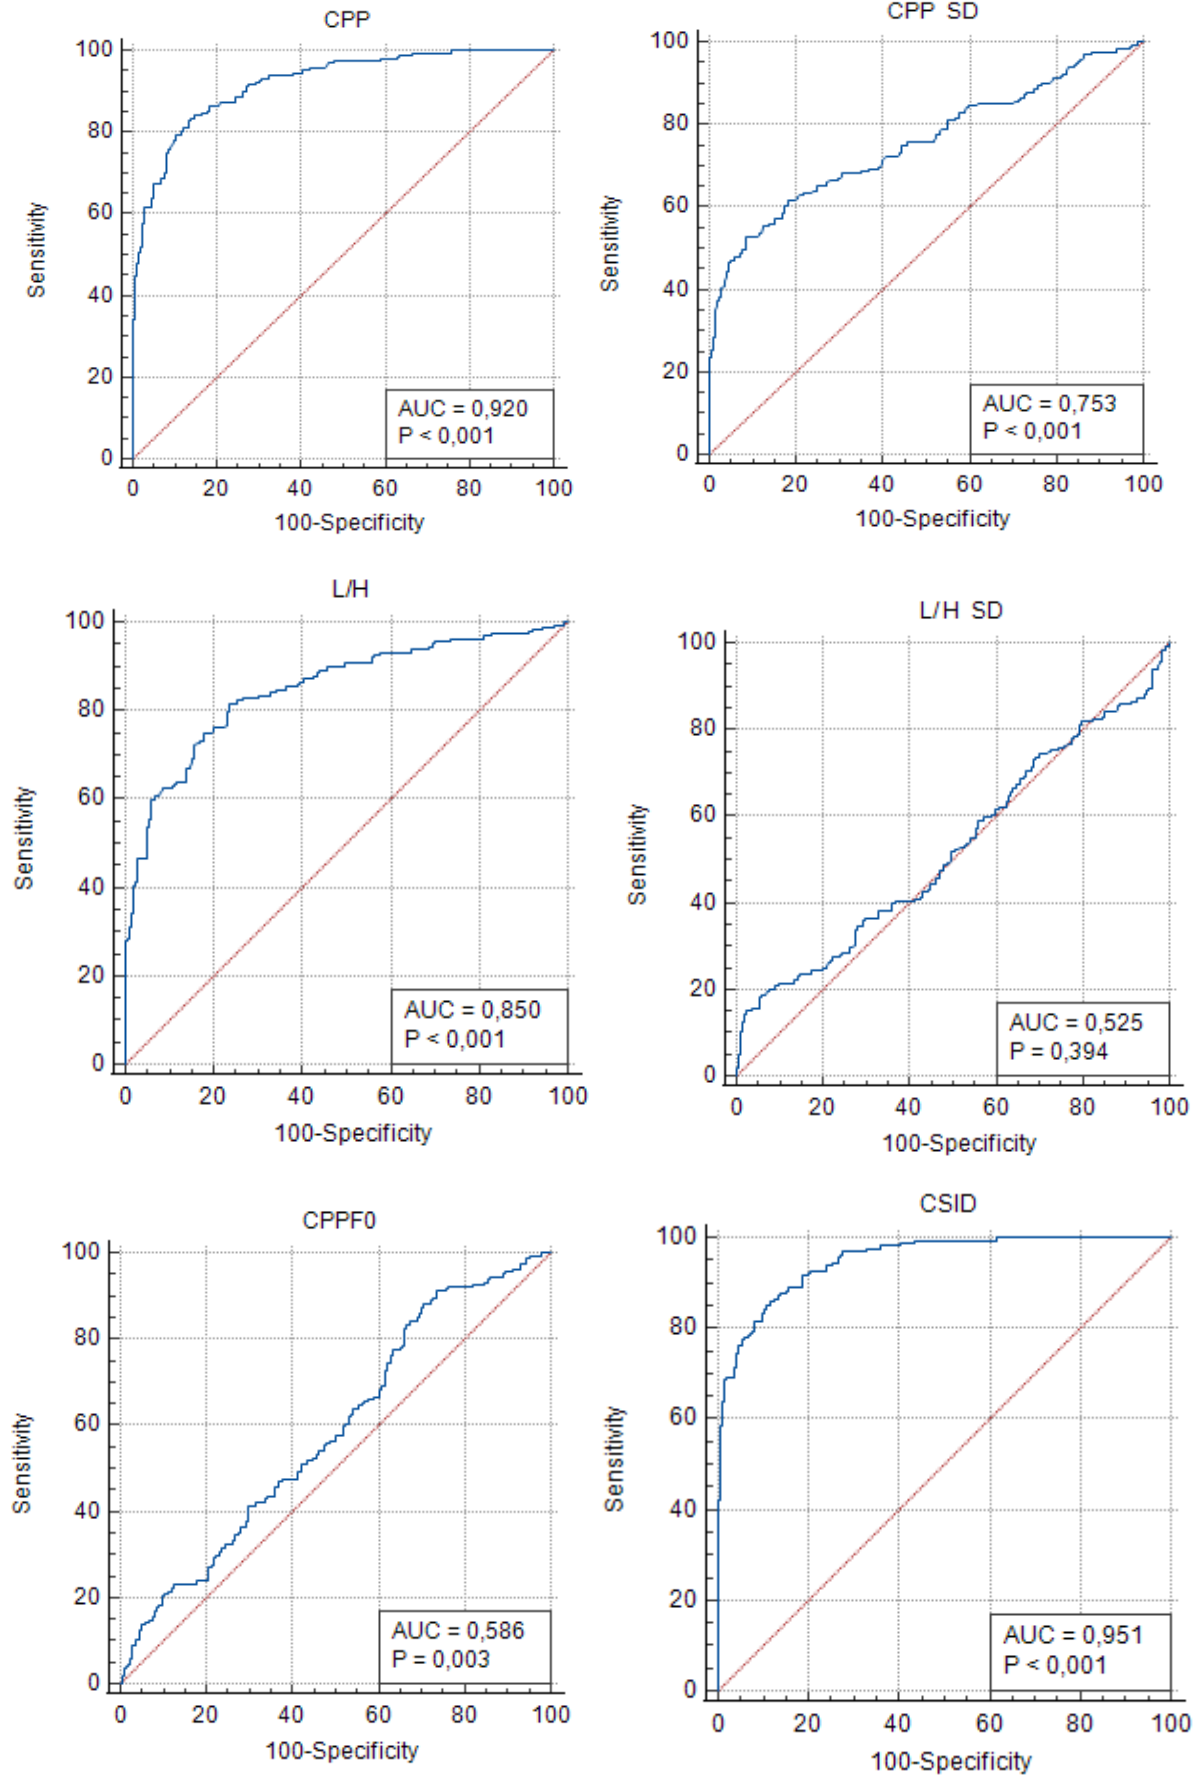 CPP
100
80
60
40
20
0
Sensitivity
AUC = 0,920
P < 0,001
0 20 40 60 80 100
100-Specificity
CPP SD
100
80
60
40
20
0
Sensitivity
AUC = 0,753
P < 0,001
0 20 40 60 80 100
100-Specificity
L/H
100
80
60
40
20
0
Sensitivity
AUC = 0,850
P < 0,001
0 20 40 60 80 100
100-Specificity
L/H SD
100
80
60
40
20
0
Sensitivity
AUC = 0,525
P = 0,394
0 20 40 60 80 100
100-Specificity
CPPF0
100
80
60
40
20
0
Sensitivity
AUC = 0,586
P = 0,003
0 20 40 60 80 100
100-Specificity
CSID
100
80
60
40
20
0
Sensitivity
AUC = 0,951
P < 0,001
0 20 40 60 80 100
100-Specificity